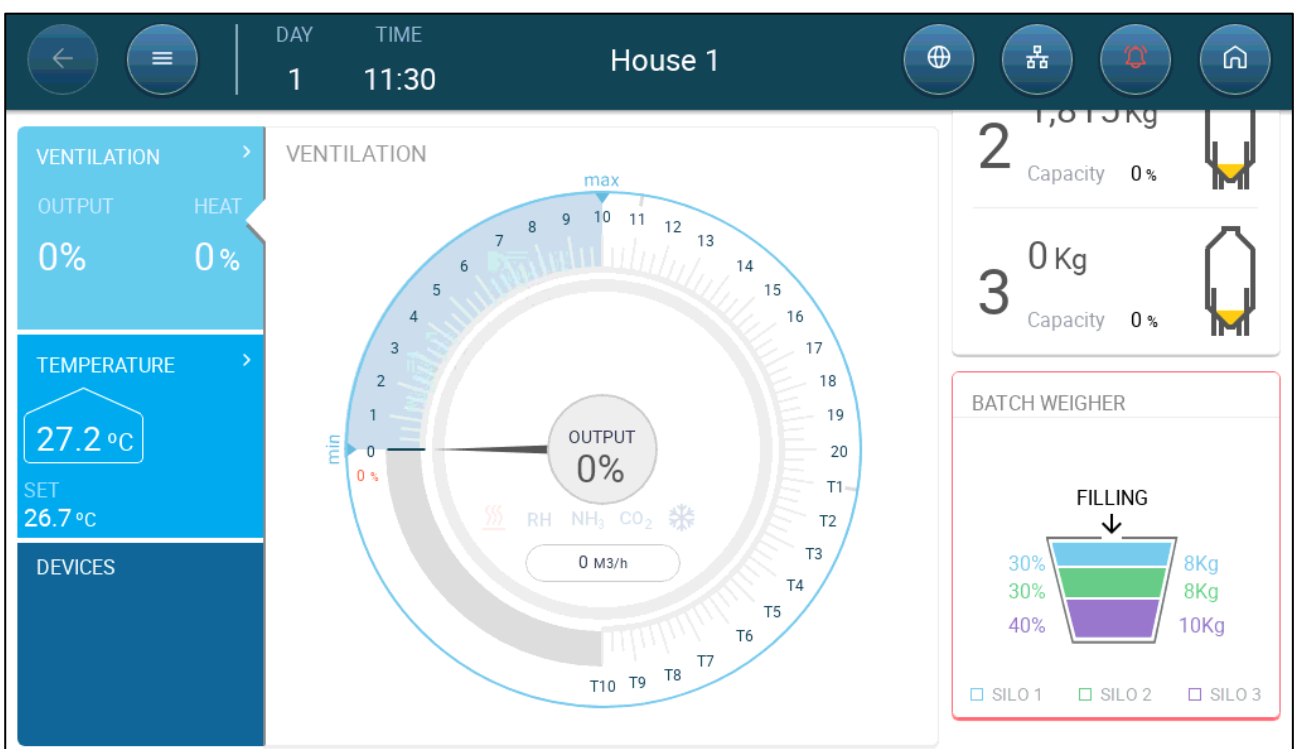 DAY TIME
1 11:30
House 1
VENTILATION
OUTPUT HEAT
0% 0 %
TEMPERATURE
27.2 ºC
SET
26.7 ºC
DEVICES
VENTILATION
max
min
0 1 2 3 4 5 6 7 8 9 10 11 12 13 14 15 16 17 18 19 20 T1 T2 T3 T4 T5 T6 T7 T8 T9 T10
0 %
OUTPUT
0%
RH NH₃ CO₂
0 M3/h
1,815Kg
2
Capacity 0 %
0 Kg
3
Capacity 0 %
BATCH WEIGHER
FILLING
30% 8Kg
30% 8Kg
40% 10Kg
SILO 1 SILO 2 SILO 3